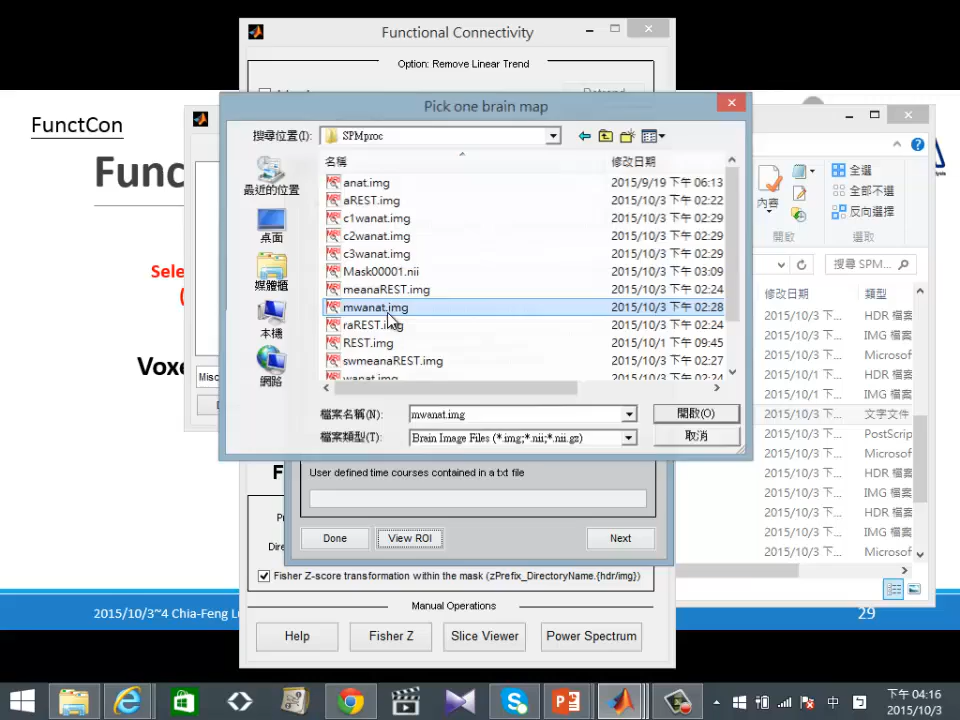 Functional Connectivity
Option: Remove Linear Trend
FunctCon
Pick one brain map
搜尋位置(I):
SPMproc
最近的位置
桌面
媒體櫃
本機
網路
名稱
修改日期
anat.img
2015/9/19 下午 06:13
aREST.img
2015/10/3 下午 02:22
c1wanat.img
2015/10/3 下午 02:29
c2wanat.img
2015/10/3 下午 02:29
c3wanat.img
2015/10/3 下午 02:29
Mask00001.nii
2015/10/3 下午 03:09
meanaREST.img
2015/10/3 下午 02:24
mwanat.img
2015/10/3 下午 02:28
raREST.img
2015/10/3 下午 02:24
REST.img
2015/10/1 下午 09:45
swmeanaREST.img
2015/10/3 下午 02:27
wanat.img
2015/10/3 下午 02:24
檔案名稱(N):
mwanat.img
開啟(O)
檔案類型(T):
Brain Image Files (*.img;*.nii;*.nii.gz)
取消
Misc
內容
開啟
全選
全部不選
反向選擇
選取
搜尋 SPM...
修改日期
類型
2015/10/3 下...
HDR 檔案
2015/10/3 下...
IMG 檔案
2015/10/3 下...
Microsof
2015/10/1 下...
HDR 檔案
2015/10/1 下...
IMG 檔案
2015/10/3 下...
文字文件
2015/10/3 下...
PostScrip
2015/10/3 下...
Microsof
2015/10/3 下...
HDR 檔案
2015/10/3 下...
IMG 檔案
2015/10/3 下...
HDR 檔案
2015/10/3 下...
IMG 檔案
2015/10/3 下...
Microsof
User defined time courses contained in a txt file
Done
View ROI
Next
Fisher Z-score transformation within the mask (zPrefix_DirectoryName.{hdr/img})
Manual Operations
Help
Fisher Z
Slice Viewer
Power Spectrum
2015/10/3~4 Chia-Feng
29
中
下午 04:16
2015/10/3